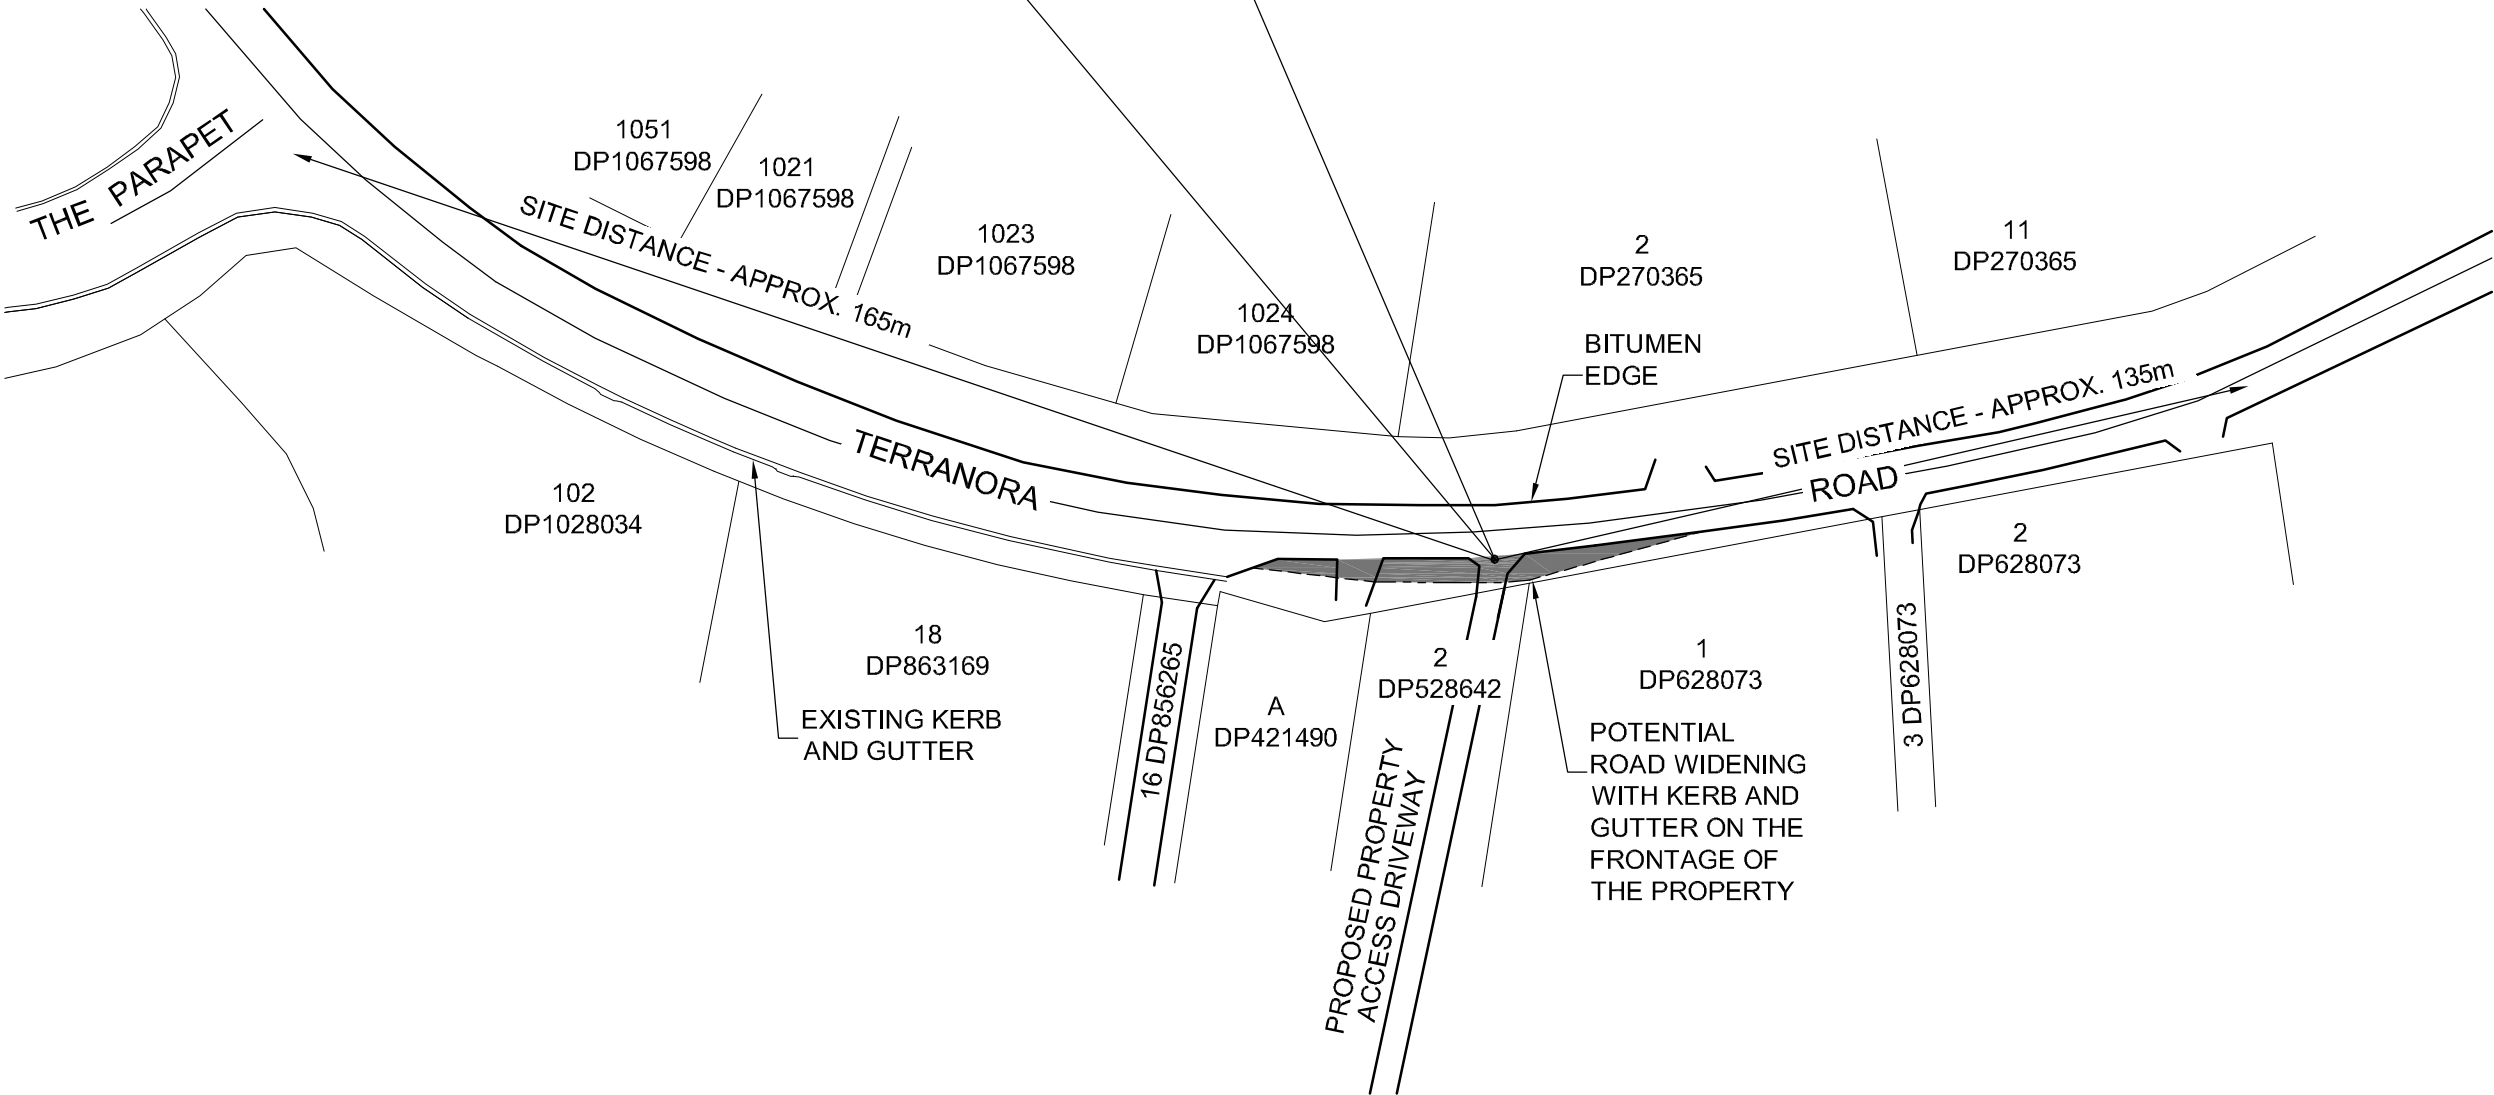 THE PARAPET
1051
DP1067598
1021
DP1067598
SITE DISTANCE - APPROX. 165m
1023
DP1067598
1024
DP1067598
2
DP270365
11
DP270365
BITUMEN
EDGE
SITE DISTANCE - APPROX. 135m
TERRANORA
ROAD
102
DP1028034
18
DP863169
EXISTING KERB
AND GUTTER
16 DP856265
A
DP421490
2
DP528642
PROPOSED PROPERTY
ACCESS DRIVEWAY
1
DP628073
POTENTIAL
ROAD WIDENING
WITH KERB AND
GUTTER ON THE
FRONTAGE OF
THE PROPERTY
3 DP628073
2
DP628073